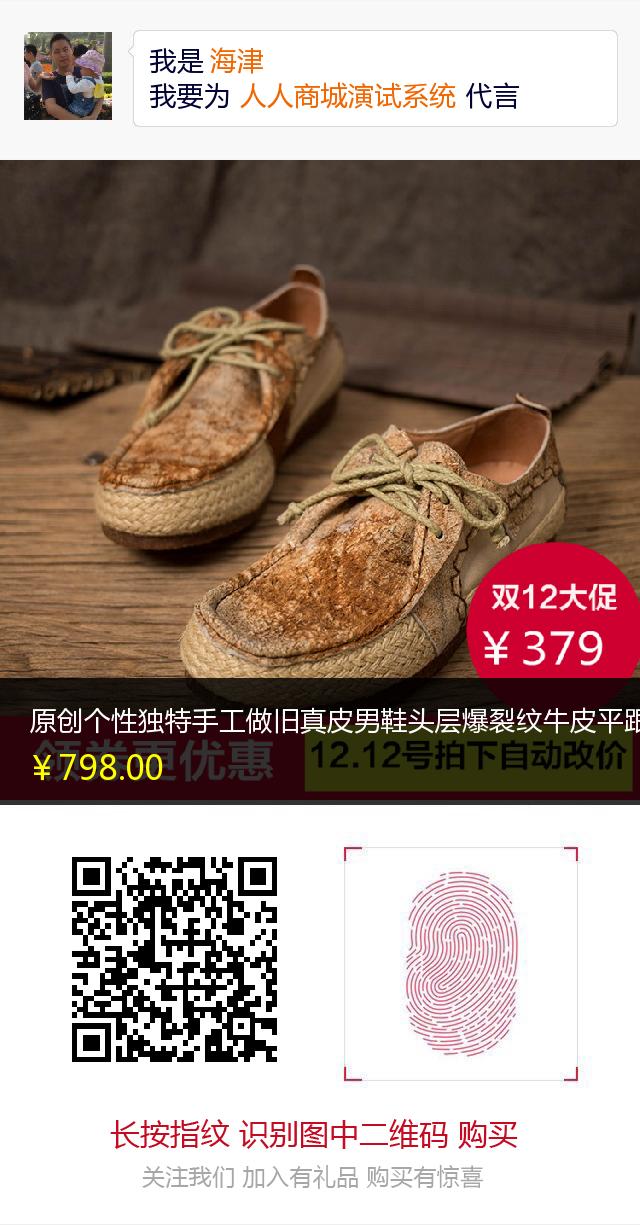 我是 海津
我要为 人人商城演试系统 代言
双12大促
￥379
原创个性独特手工做旧真皮男鞋头层爆裂纹牛皮平跟
领券更优惠
12.12号拍下自动改价
￥798.00
长按指纹 识别图中二维码 购买
关注我们 加入有礼品 购买有惊喜